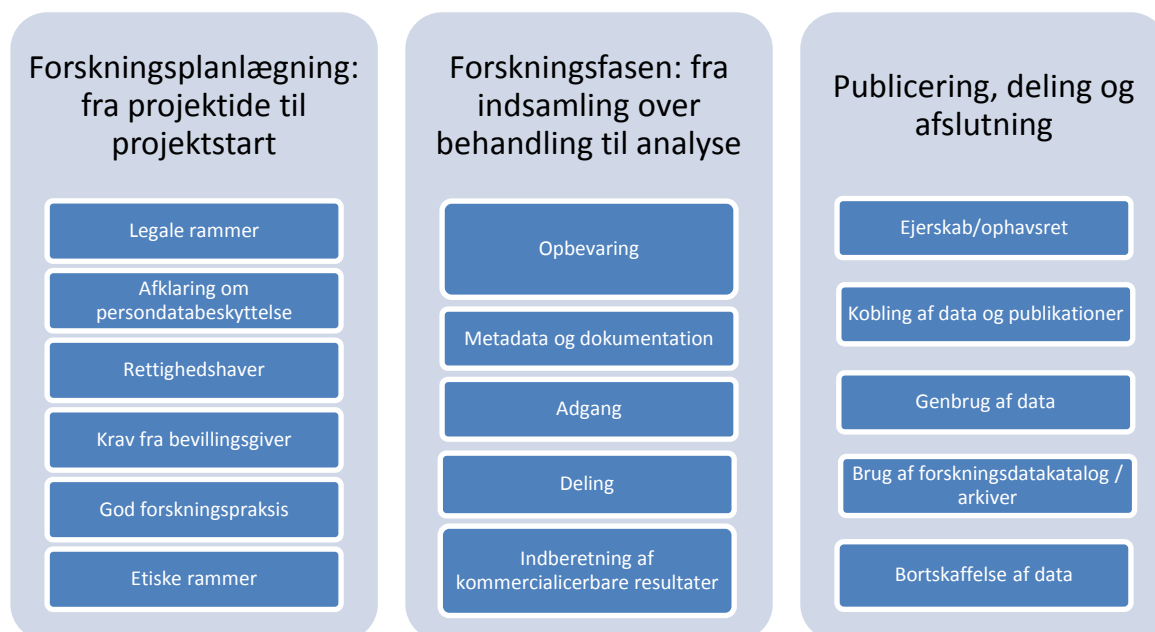 Forskningsplanlægning:
fra projektide til
projektstart
Legale rammer
Afklaring om
persondatabeskyttelse
Rettighedshaver
Krav fra bevillingsgiver
God forskningspraksis
Etiske rammer
Forskningsfasen: fra
indsamling over
behandling til analyse
Opbevaring
Metadata og dokumentation
Adgang
Deling
Indberetning af
kommercialicerbare resultater
Publicering, deling og
afslutning
Ejerskab/ophavsret
Kobling af data og publikationer
Genbrug af data
Brug af forskningsdatakatalog /
arkiver
Bortskaffelse af data